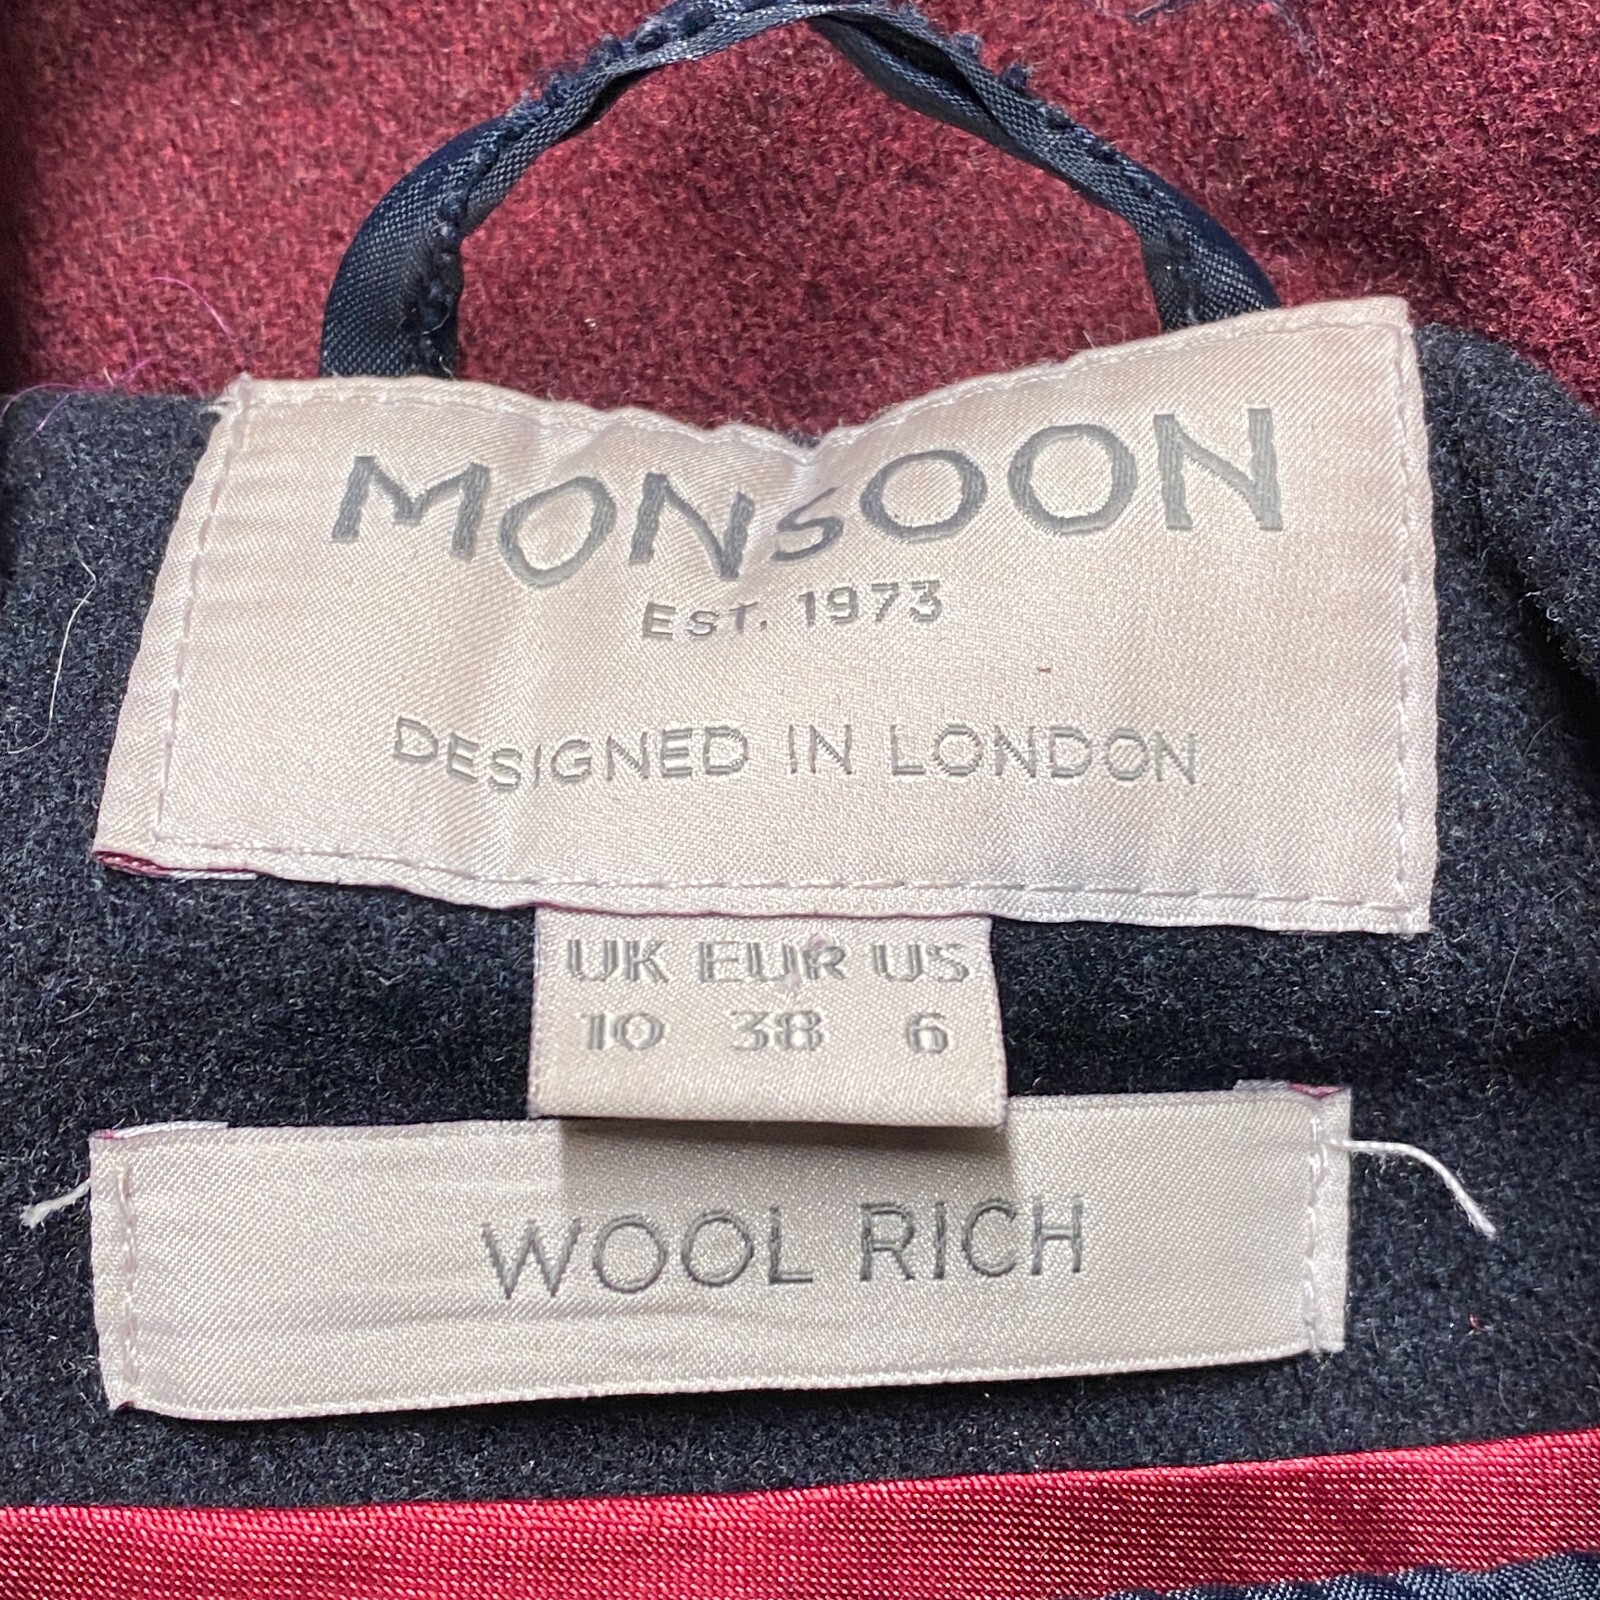 MONSOON
EST. 1973
DESIGNED IN LONDON
UK EUR US
10 38 6
WOOL RICH